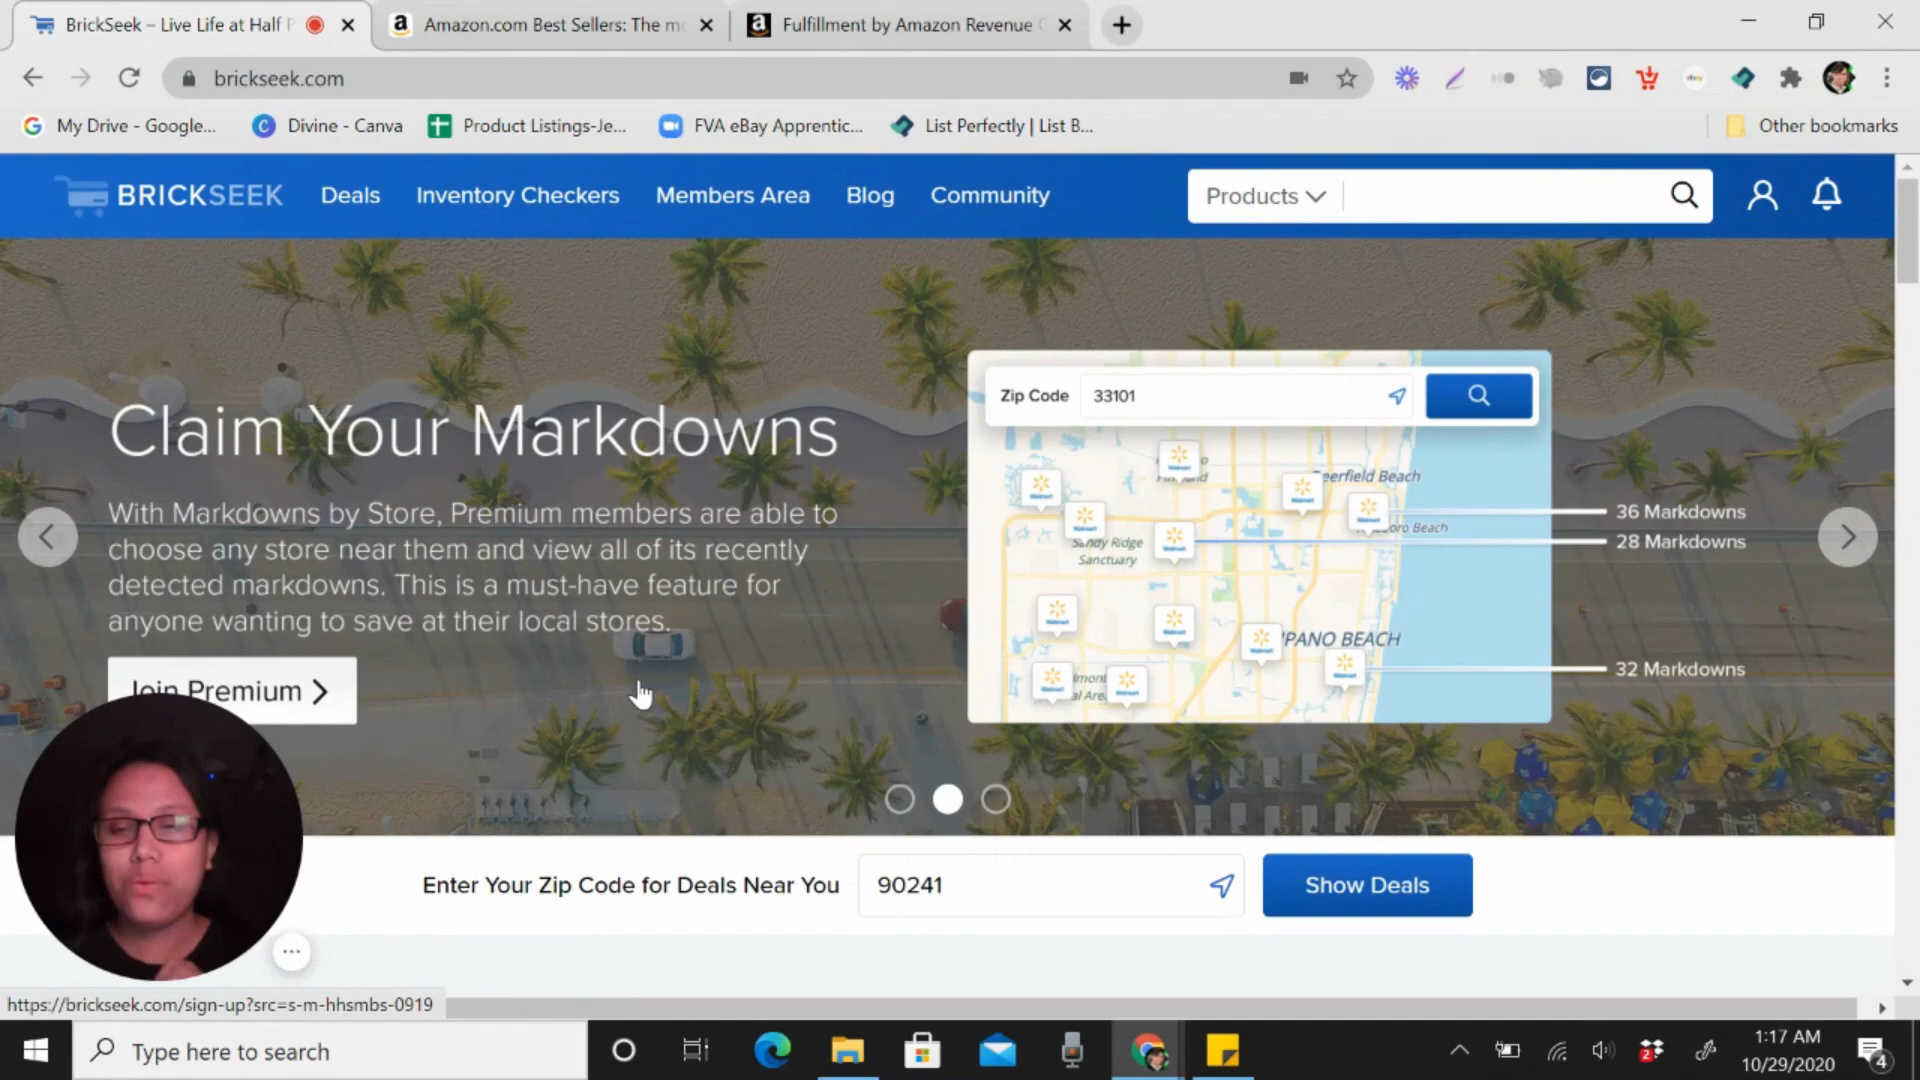 BrickSeek – Live Life at Half P
Amazon.com Best Sellers: The mo
Fulfillment by Amazon Revenue C
brickseek.com
My Drive - Google...
Divine - Canva
Product Listings-Je...
FVA eBay Apprentic...
List Perfectly | List B...
Other bookmarks
BRICKSEEK
Deals
Inventory Checkers
Members Area
Blog
Community
Products
Claim Your Markdowns
With Markdowns by Store, Premium members are able to
choose any store near them and view all of its recently
detected markdowns. This is a must-have feature for
anyone wanting to save at their local stores.
Join Premium
Zip Code
33101
Deerfield Beach
Sandy Ridge
Sanctuary
PANO BEACH
36 Markdowns
28 Markdowns
32 Markdowns
Enter Your Zip Code for Deals Near You
90241
Show Deals
https://brickseek.com/sign-up?src=s-m-hhsmbs-0919
Type here to search
2
1:17 AM
10/29/2020
4